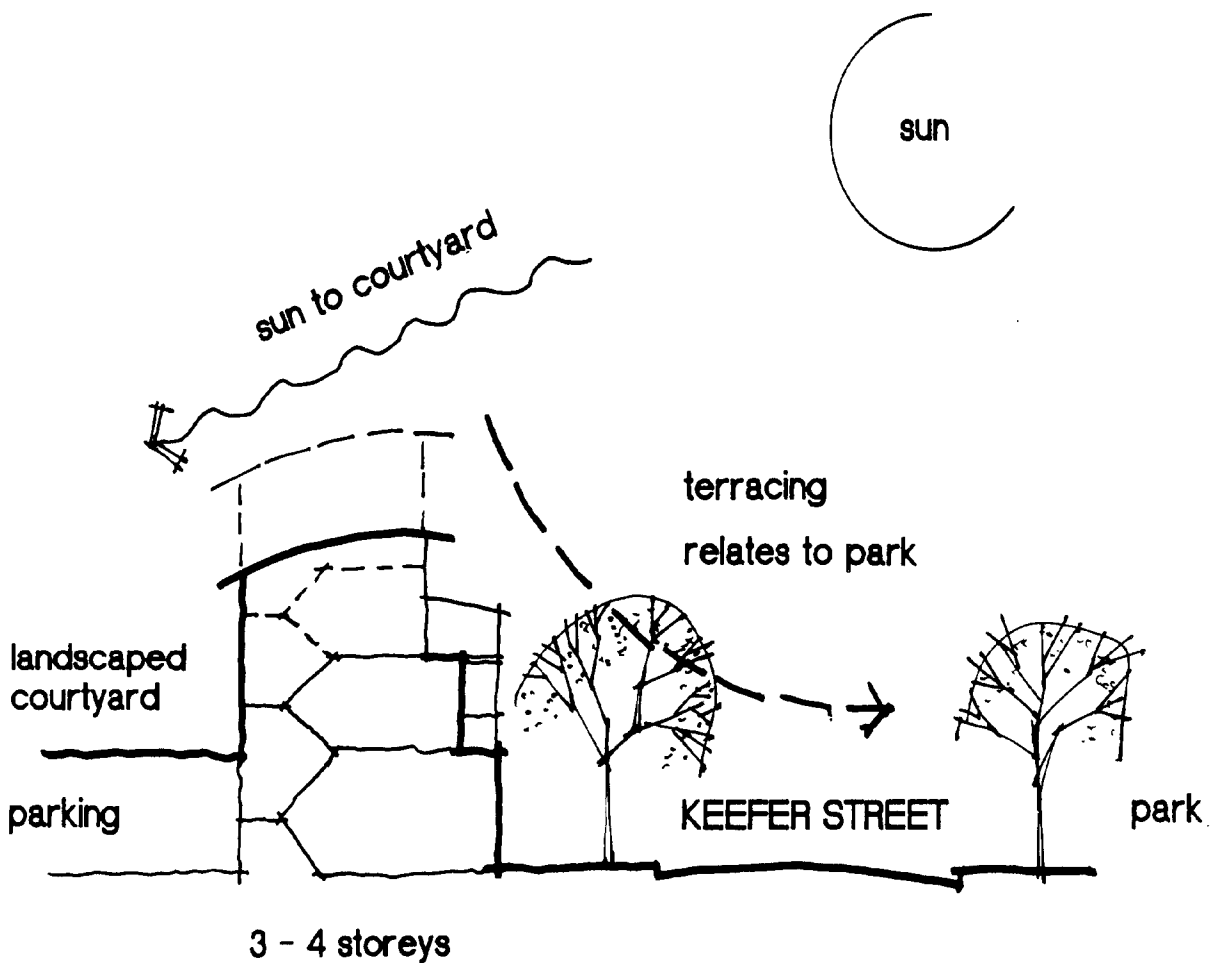 sun
sun to courtyard
terracing
relates to park
landscaped
courtyard
parking
KEEFER STREET
park
3 - 4 storeys